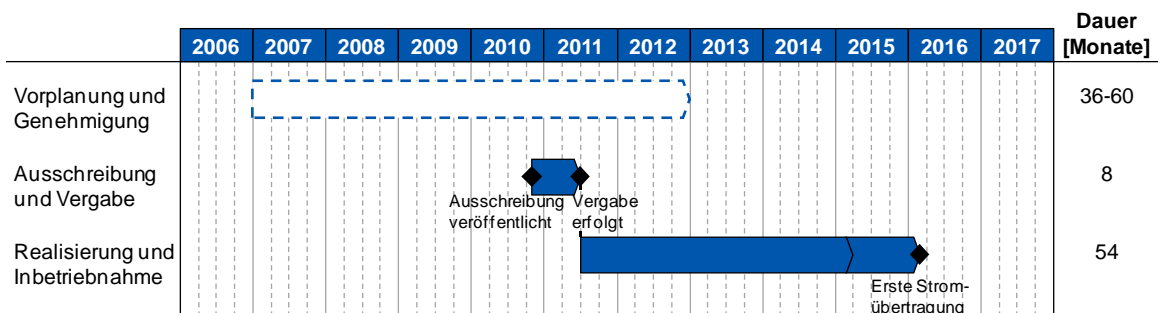 Dauer
[Monate]
2006 2007 2008 2009 2010 2011 2012 2013 2014 2015 2016 2017
Vorplanung und
Genehmigung
36-60
Ausschreibung
und Vergabe
8
Ausschreibung
veröffentlicht
Vergabe
erfolgt
Realisierung und
Inbetriebnahme
54
Erste Strom-
übertragung